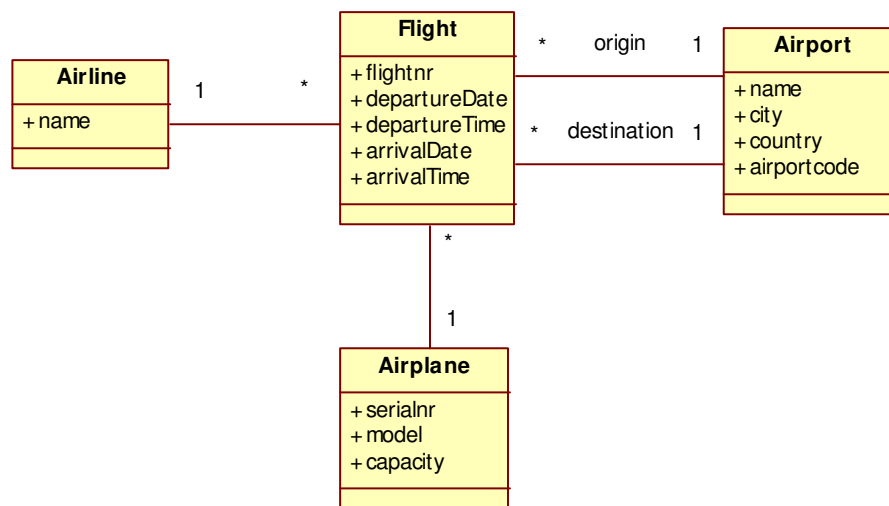 Airline
+ name
1
*
Flight
+ flightnr
+ departureDate
+ departureTime
+ arrivalDate
+ arrivalTime
* origin 1
* destination 1
Airport
+ name
+ city
+ country
+ airportcode
*
1
Airplane
+ serialnr
+ model
+ capacity